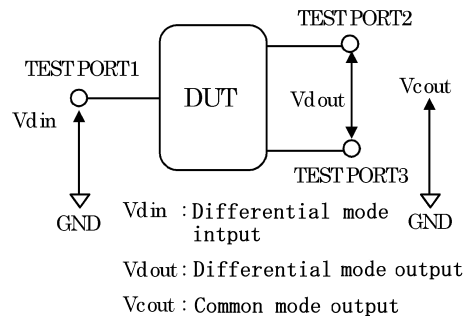 TEST PORT2
TEST PORT1
DUT
Vdout
Vcout
Vdin
TEST PORT3
GND
GND
Vdin : Differential mode
intput
Vdout : Differential mode output
Vcout : Common mode output